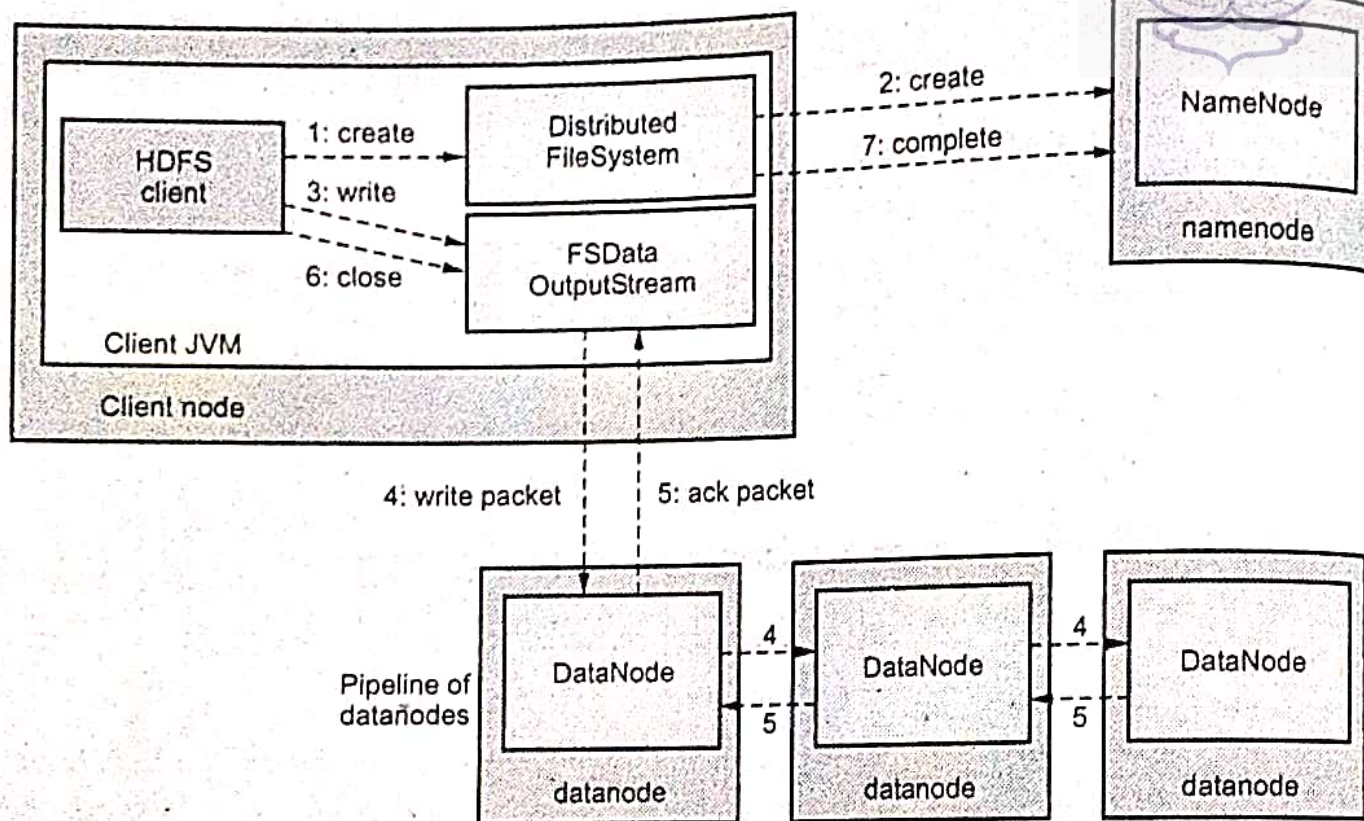 HDFS
client
1: create
3: write
6: close
Distributed
FileSystem
FSData
OutputStream
Client JVM
Client node
2: create
7: complete
NameNode
namenode
4: write packet
5: ack packet
Pipeline of
datanodes
DataNode
datanode
4
5
DataNode
datanode
4
5
DataNode
datanode